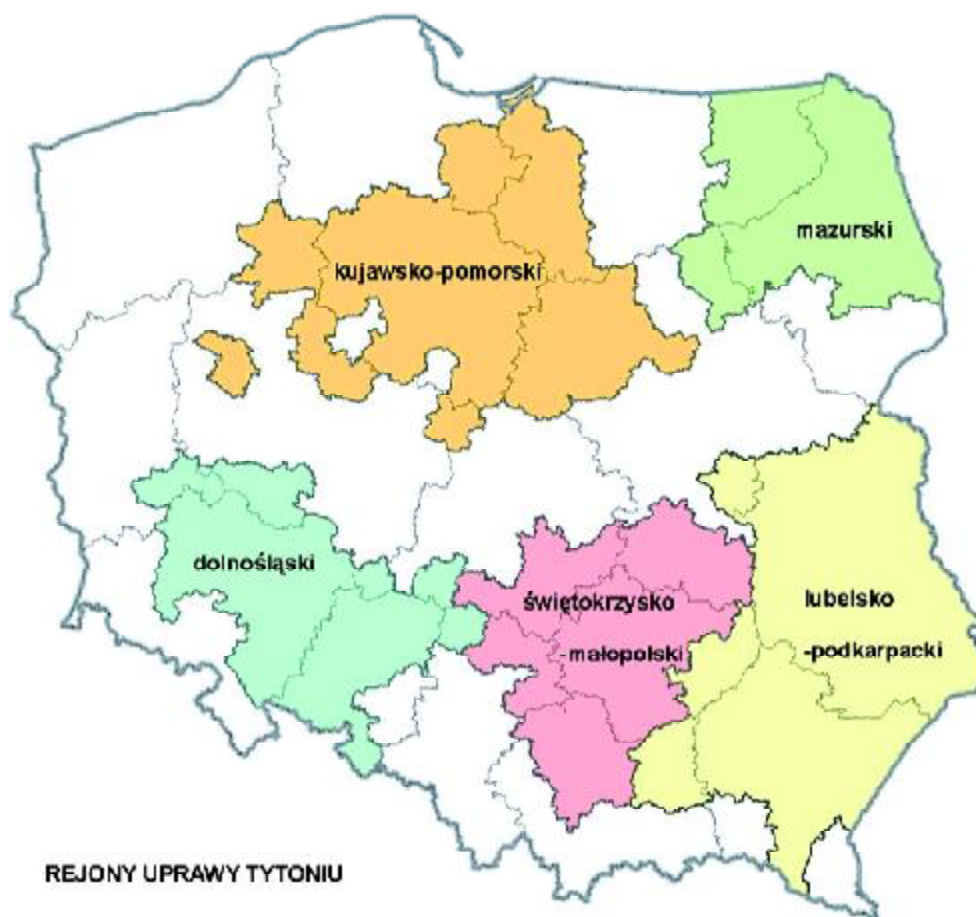 mazurski
kujawsko-pomorski
dolnośląski
świętokrzysko
-małopolski
lubelsko
-podkarpacki
REJONY UPRAWY TYTONIU